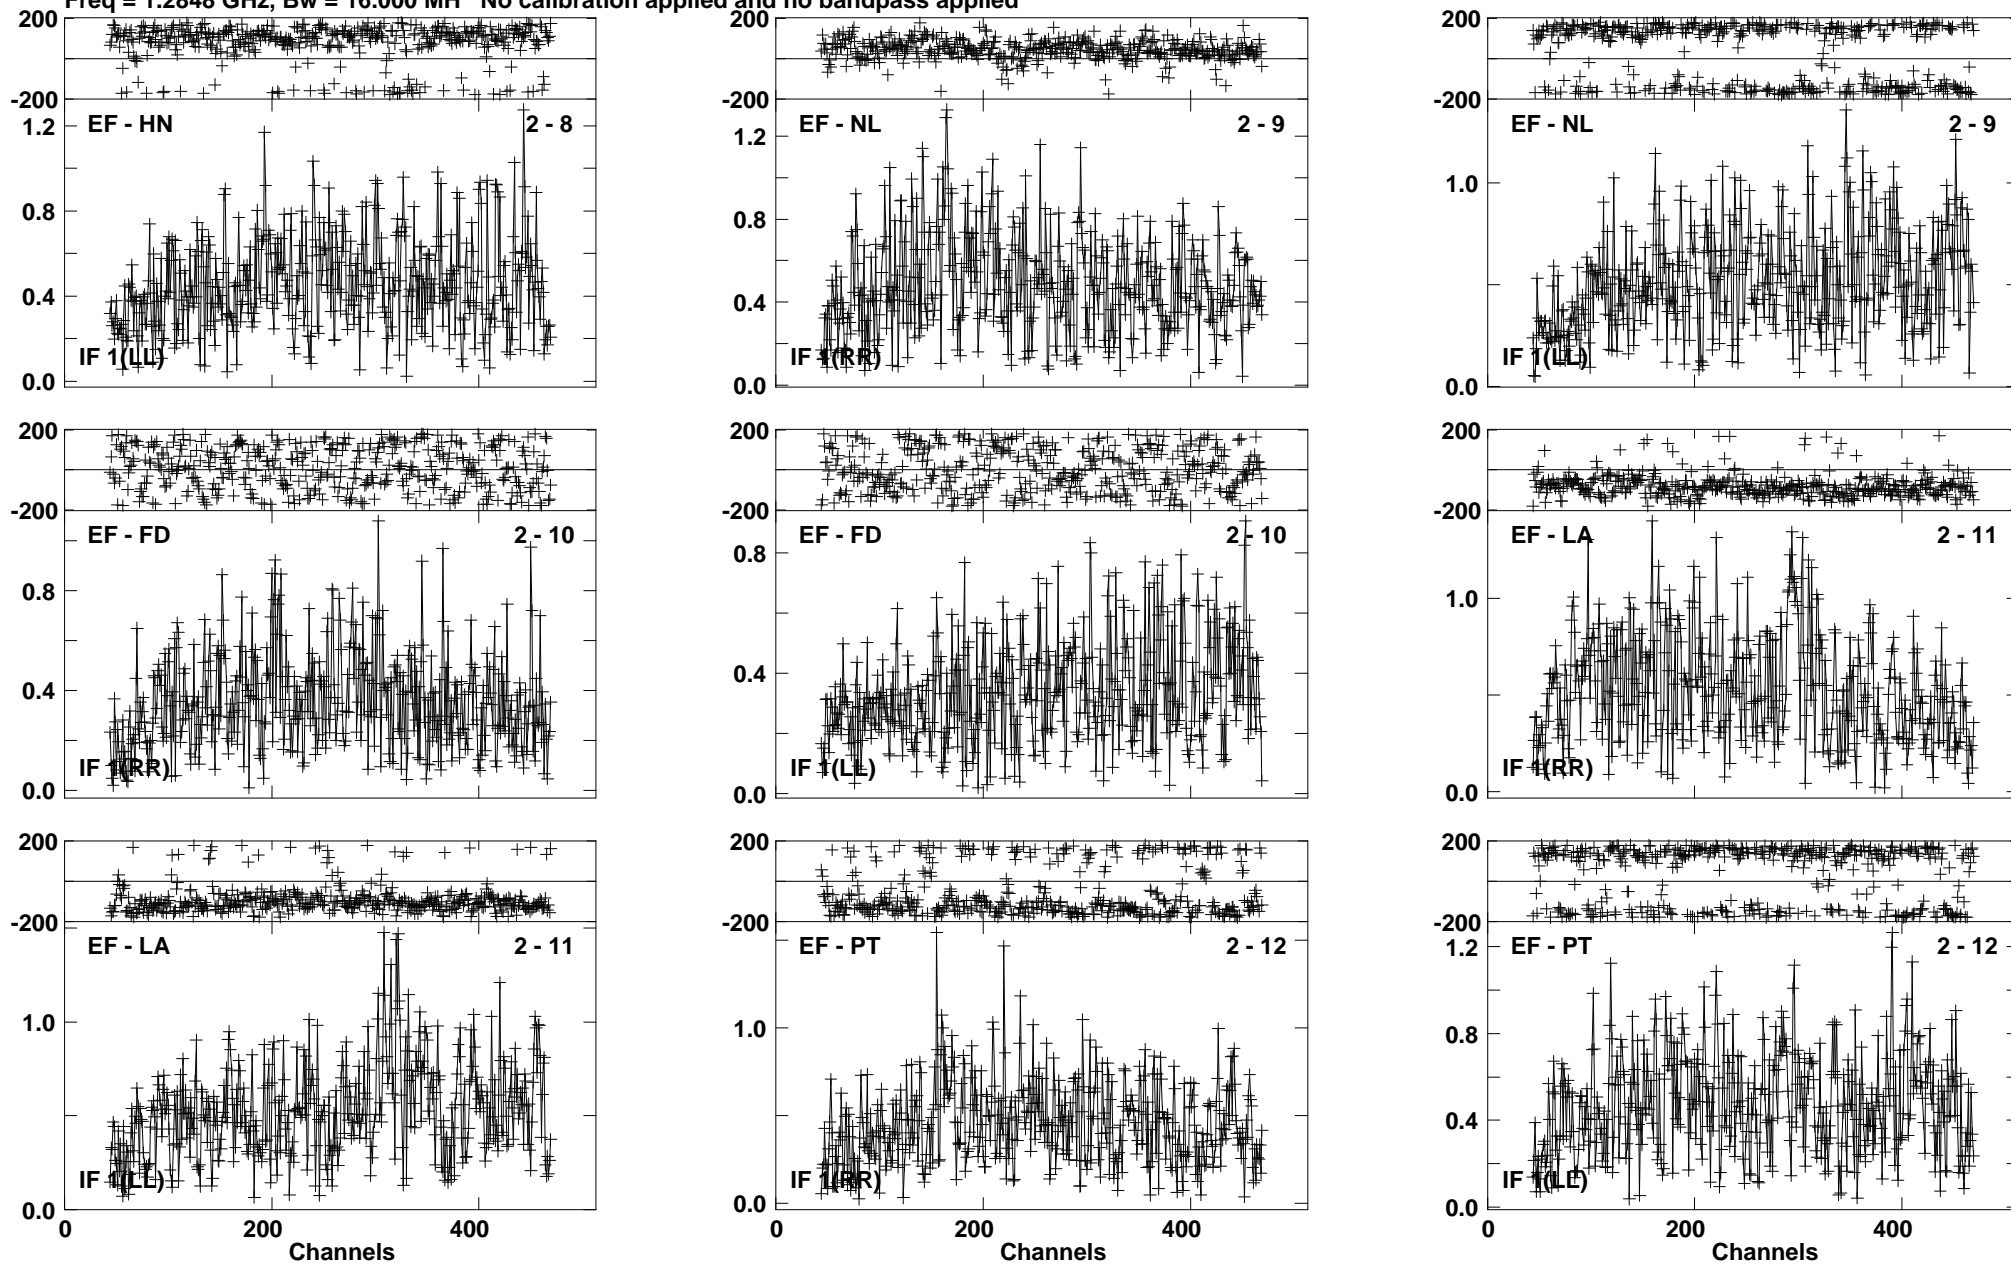 Freq = 1.2848 GHz, Bw = 16.000 MH No calibration applied and no bandpass applied
200
-200
EF - HN 2 - 8
1.2
0.8
0.4
0.0
IF 1(LL)
200
-200
EF - NL 2 - 9
1.2
0.8
0.4
0.0
IF 1(RR)
200
-200
EF - NL 2 - 9
1.0
0.0
IF 1(LL)
200
-200
EF - FD 2 - 10
0.8
0.4
0.0
IF 1(RR)
200
-200
EF - FD 2 - 10
0.8
0.4
0.0
IF 1(LL)
200
-200
EF - LA 2 - 11
1.0
0.0
IF 1(RR)
200
-200
EF - LA 2 - 11
1.0
0.0
IF 1(LL)
0 200 400
Channels
200
-200
EF - PT 2 - 12
1.0
0.0
IF 1(RR)
0 200 400
Channels
200
-200
EF - PT 2 - 12
1.2
0.8
0.4
0.0
IF 1(LL)
0 200 400
Channels